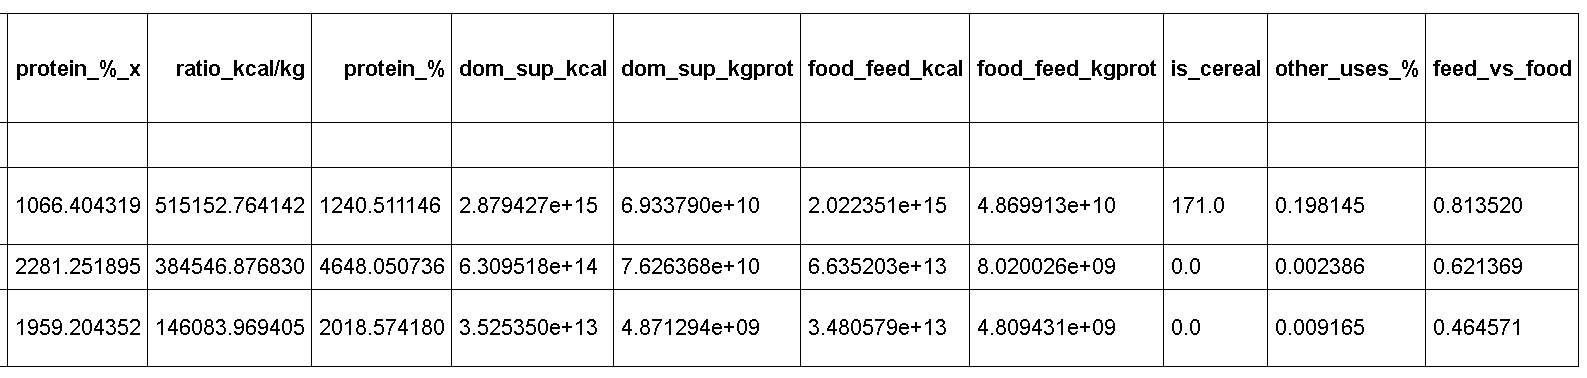 protein_%_x ratio_kcal/kg protein_% dom_sup_kcal dom_sup_kgprot food_feed_kcal food_feed_kgprot is_cereal other_uses_% feed_vs_food
1066.404319 515152.764142 1240.511146 2.879427e+15 6.933790e+10 2.022351e+15 4.869913e+10 171.0 0.198145 0.813520
2281.251895 384546.876830 4648.050736 6.309518e+14 7.626368e+10 6.635203e+13 8.020026e+09 0.0 0.002386 0.621369
1959.204352 146083.969405 2018.574180 3.525350e+13 4.871294e+09 3.480579e+13 4.809431e+09 0.0 0.009165 0.464571